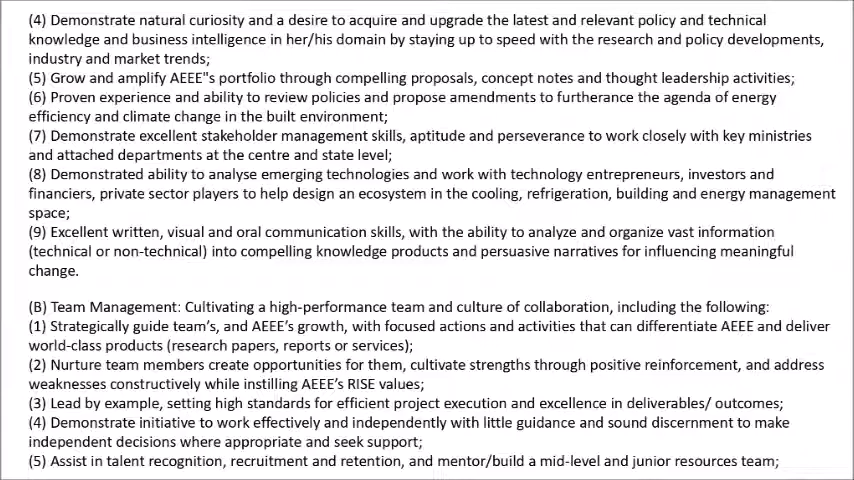 (4) Demonstrate natural curiosity and a desire to acquire and upgrade the latest and relevant policy and technical
knowledge and business intelligence in her/his domain by staying up to speed with the research and policy developments,
industry and market trends;
(5) Grow and amplify AEEE"s portfolio through compelling proposals, concept notes and thought leadership activities;
(6) Proven experience and ability to review policies and propose amendments to furtherance the agenda of energy
efficiency and climate change in the built environment;
(7) Demonstrate excellent stakeholder management skills, aptitude and perseverance to work closely with key ministries
and attached departments at the centre and state level;
(8) Demonstrated ability to analyse emerging technologies and work with technology entrepreneurs, investors and
financiers, private sector players to help design an ecosystem in the cooling, refrigeration, building and energy management
space;
(9) Excellent written, visual and oral communication skills, with the ability to analyze and organize vast information
(technical or non-technical) into compelling knowledge products and persuasive narratives for influencing meaningful
change.
(B) Team Management: Cultivating a high-performance team and culture of collaboration, including the following:
(1) Strategically guide team’s, and AEEE’s growth, with focused actions and activities that can differentiate AEEE and deliver
world-class products (research papers, reports or services);
(2) Nurture team members create opportunities for them, cultivate strengths through positive reinforcement, and address
weaknesses constructively while instilling AEEE’s RISE values;
(3) Lead by example, setting high standards for efficient project execution and excellence in deliverables/ outcomes;
(4) Demonstrate initiative to work effectively and independently with little guidance and sound discernment to make
independent decisions where appropriate and seek support;
(5) Assist in talent recognition, recruitment and retention, and mentor/build a mid-level and junior resources team;